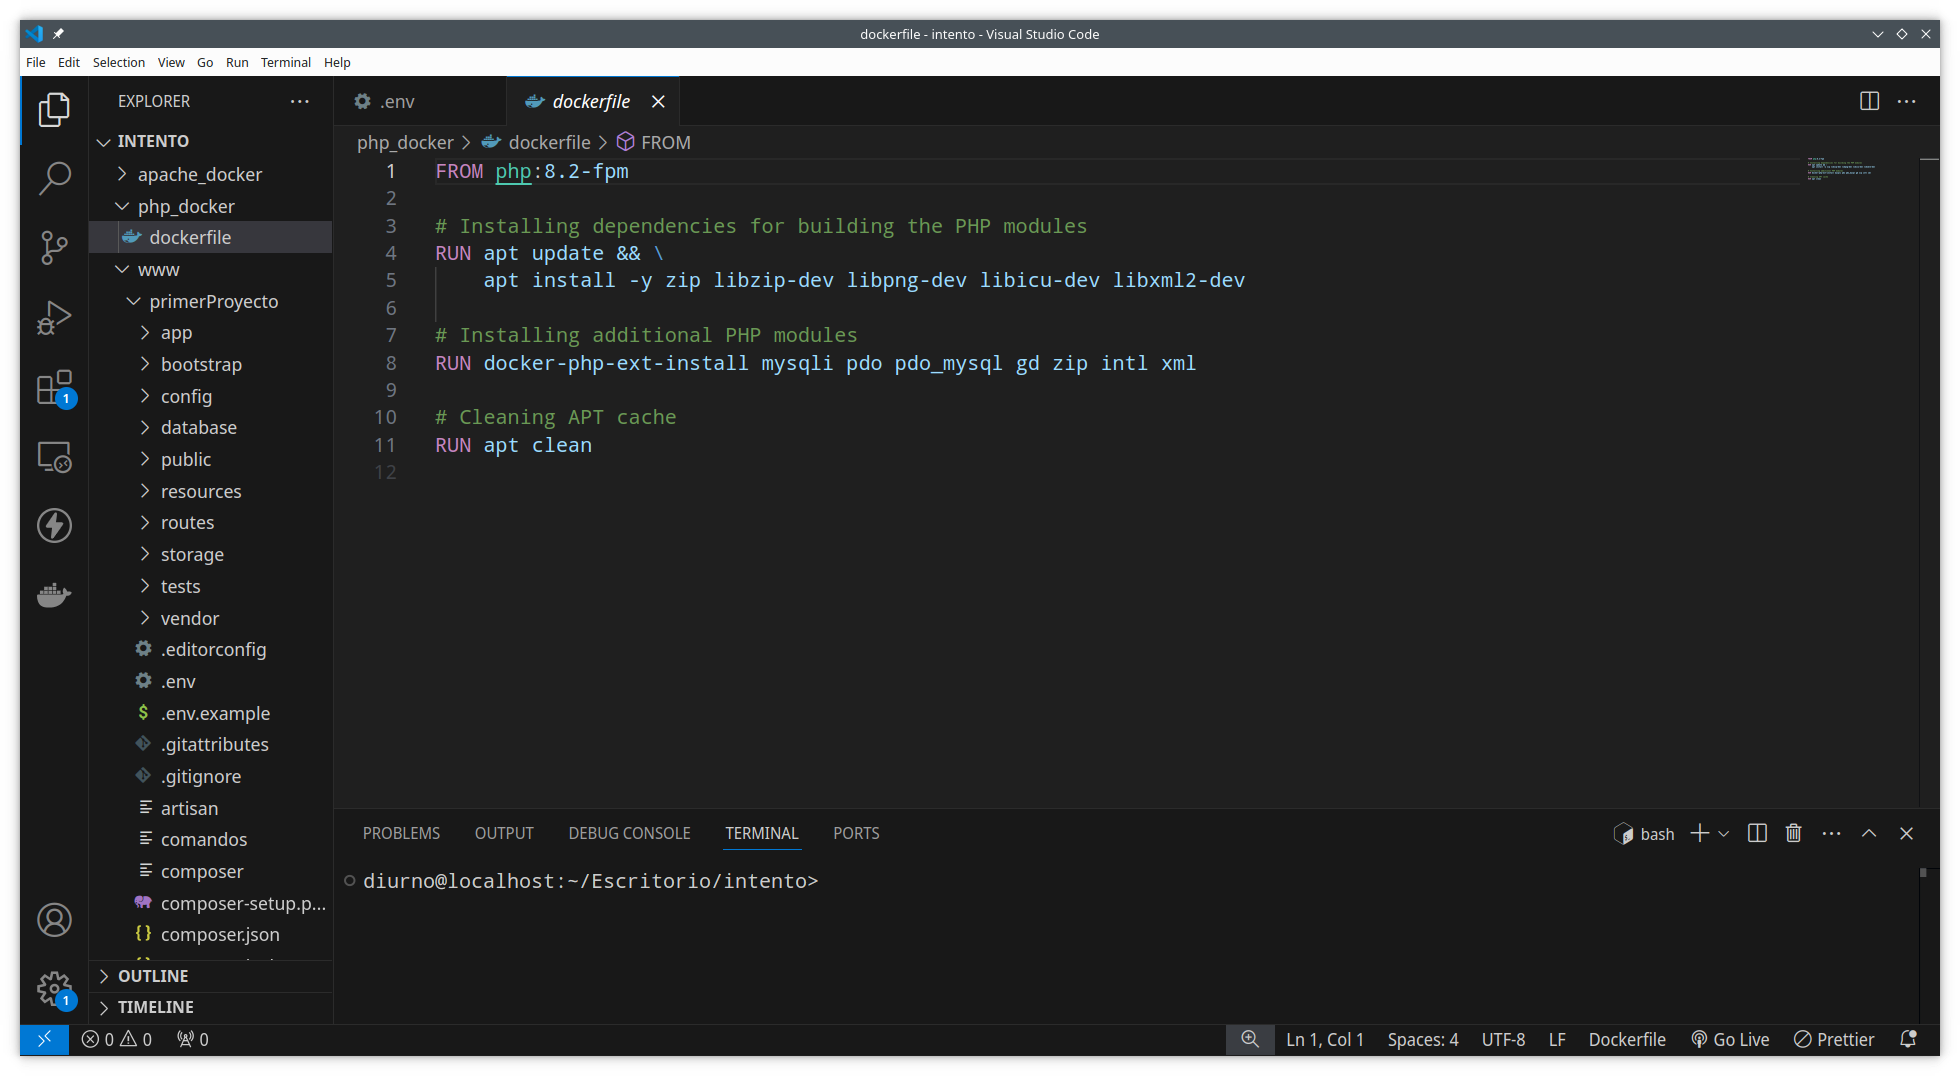 dockerfile - intento - Visual Studio Code
File Edit Selection View Go Run Terminal Help
EXPLORER
INTENTO
apache_docker
php_docker
dockerfile
www
primerProyecto
app
bootstrap
config
database
public
resources
routes
storage
tests
vendor
.editorconfig
.env
.env.example
.gitattributes
.gitignore
artisan
comandos
composer
composer-setup.p...
composer.json
OUTLINE
TIMELINE
1
1
.env
dockerfile
php_docker > dockerfile > FROM
1 FROM php:8.2-fpm
2
3 # Installing dependencies for building the PHP modules
4 RUN apt update && \
5 apt install -y zip libzip-dev libpng-dev libicu-dev libxml2-dev
6
7 # Installing additional PHP modules
8 RUN docker-php-ext-install mysqli pdo pdo_mysql gd zip intl xml
9
10 # Cleaning APT cache
11 RUN apt clean
12
PROBLEMS OUTPUT DEBUG CONSOLE TERMINAL PORTS
bash
diurno@localhost:~/Escritorio/intento>
0 0 0
Ln 1, Col 1 Spaces: 4 UTF-8 LF Dockerfile Go Live Prettier